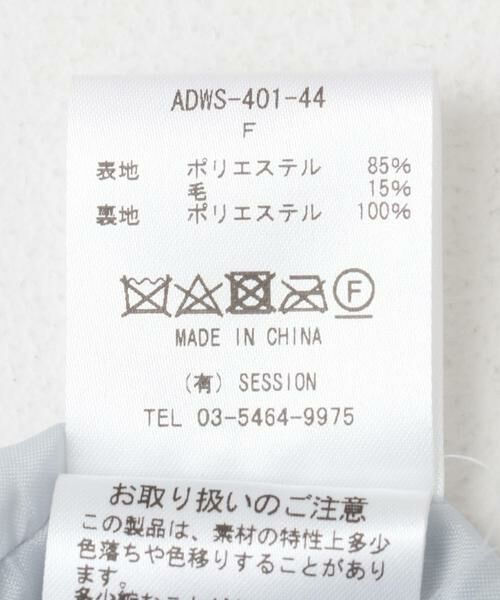 ADWS-401-44
F
表地 ポリエステル 85%
毛 15%
裏地 ポリエステル 100%
F
MADE IN CHINA
(有) SESSION
TEL 03-5464-9975
お取り扱いのご注意
この製品は、素材の特性上多少
色落ちや色移りすることがあり
ます。